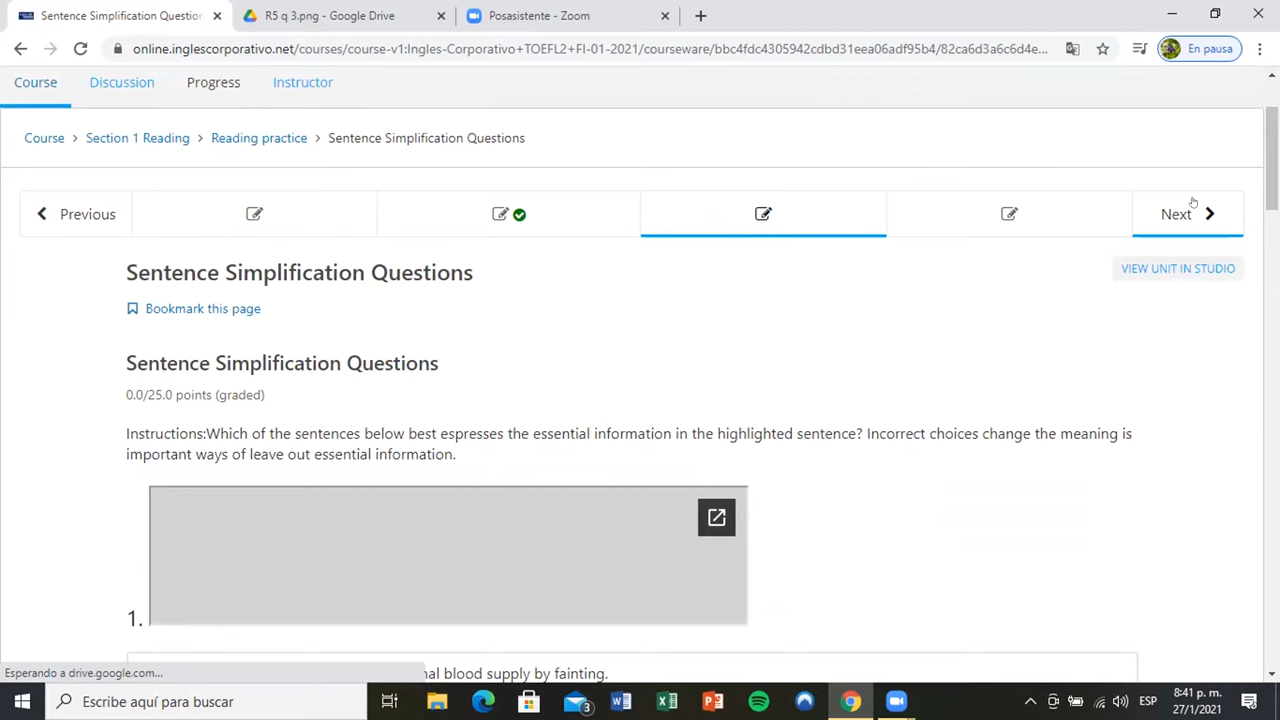 Sentence Simplification Question
R5 q 3.png - Google Drive
Posasistente - Zoom
online.inglescorporativo.net/courses/course-v1:Ingles-Corporativo+TOEFL2+FI-01-2021/courseware/bbc4fdc4305942cdbd31eea06adf95b4/82ca6d3a6c6d4e...
En pausa
Course Discussion Progress Instructor
Course > Section 1 Reading > Reading practice > Sentence Simplification Questions
Previous
Next
Sentence Simplification Questions
VIEW UNIT IN STUDIO
Bookmark this page
Sentence Simplification Questions
0.0/25.0 points (graded)
Instructions:Which of the sentences below best espresses the essential information in the highlighted sentence? Incorrect choices change the meaning is
important ways of leave out essential information.
1.
nal blood supply by fainting.
Esperando a drive.google.com...
Escribe aquí para buscar
3
ESP
8:41 p. m.
27/1/2021